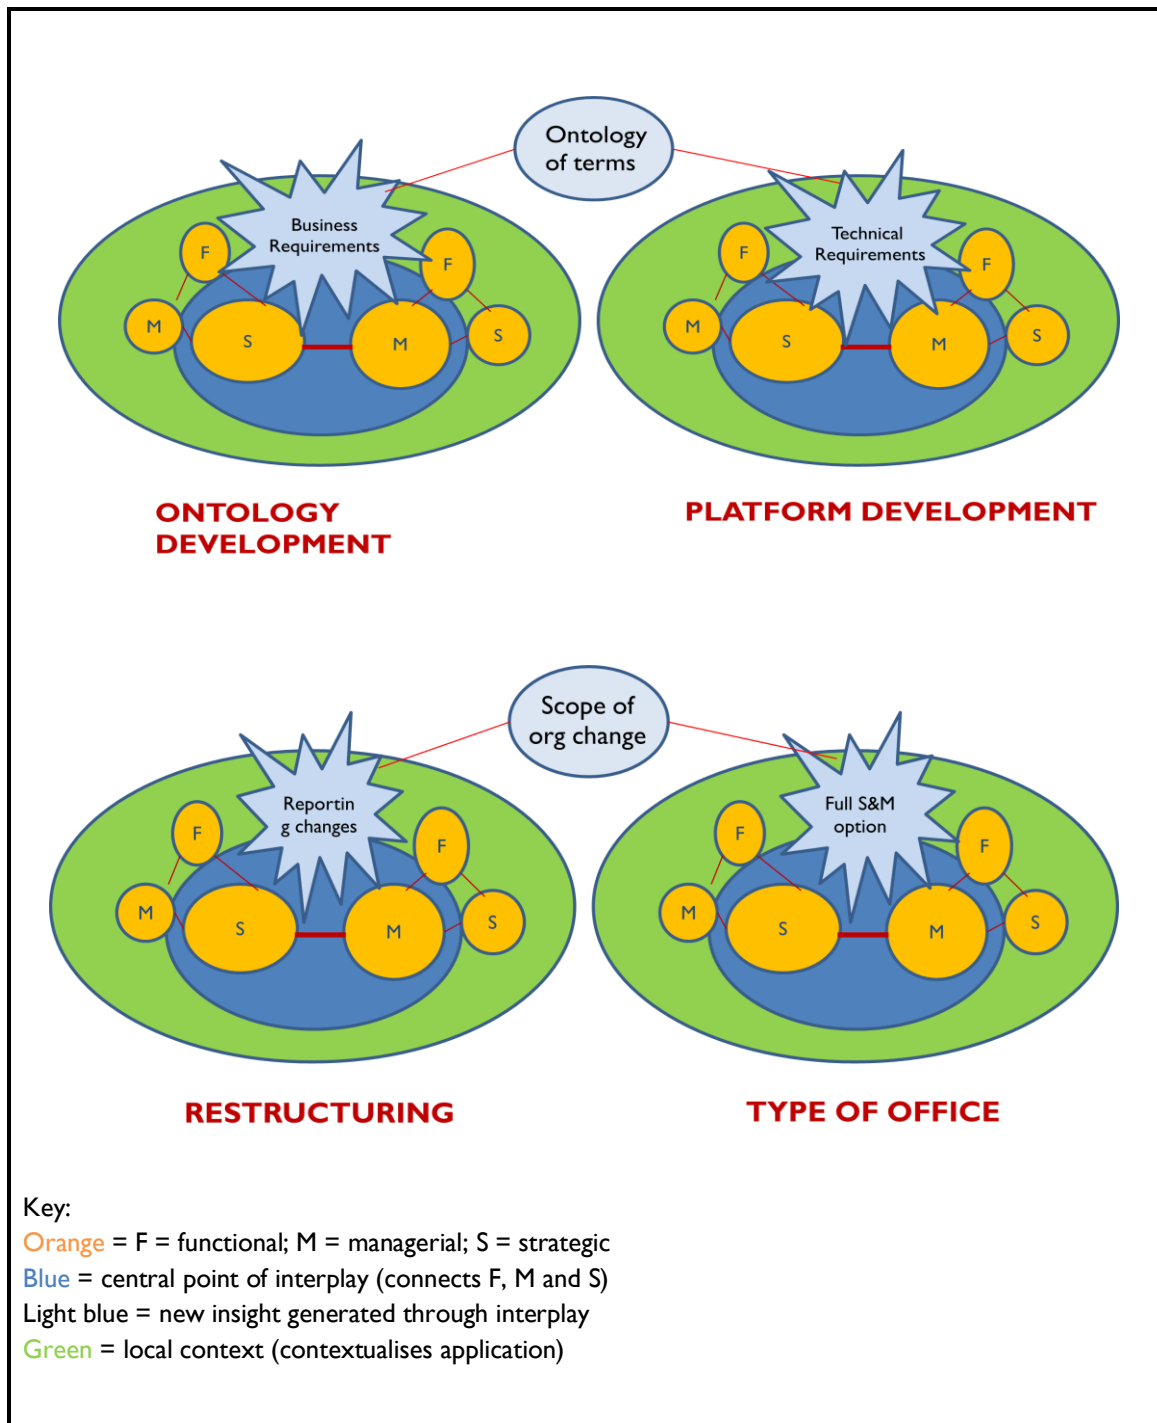 Ontology
of terms
Business
Requirements
F
F
M
S
M
S
Technical
Requirements
F
F
M
S
M
S
ONTOLOGY
DEVELOPMENT
PLATFORM DEVELOPMENT
Scope of
org change
Reportin
g changes
F
F
M
S
M
S
Full S&M
option
F
F
M
S
M
S
RESTRUCTURING
TYPE OF OFFICE
Key:
Orange = F = functional; M = managerial; S = strategic
Blue = central point of interplay (connects F, M and S)
Light blue = new insight generated through interplay
Green = local context (contextualises application)